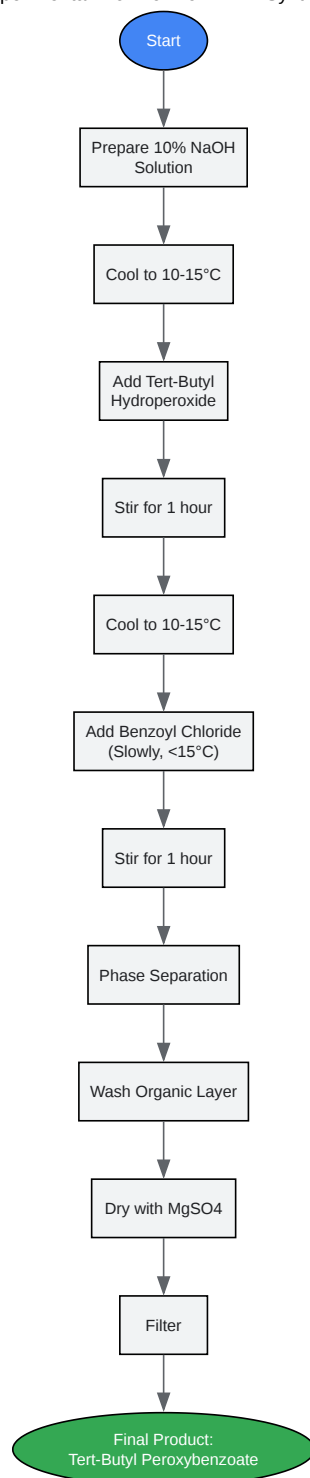 Start
Prepare 10% NaOH
Solution
Cool to 10-15°C
Add Tert-Butyl
Hydroperoxide
Stir for 1 hour
Cool to 10-15°C
Add Benzoyl Chloride
(Slowly, <15°C)
Stir for 1 hour
Phase Separation
Wash Organic Layer
Dry with MgSO4
Filter
Final Product:
Tert-Butyl Peroxybenzoate